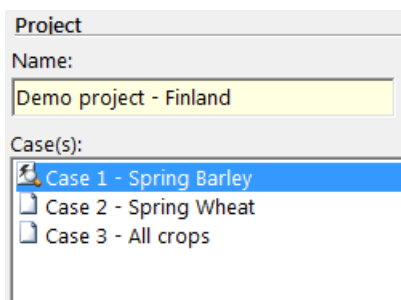 Project
Name:
Demo project - Finland
Case(s):
Case 1 - Spring Barley
Case 2 - Spring Wheat
Case 3 - All crops